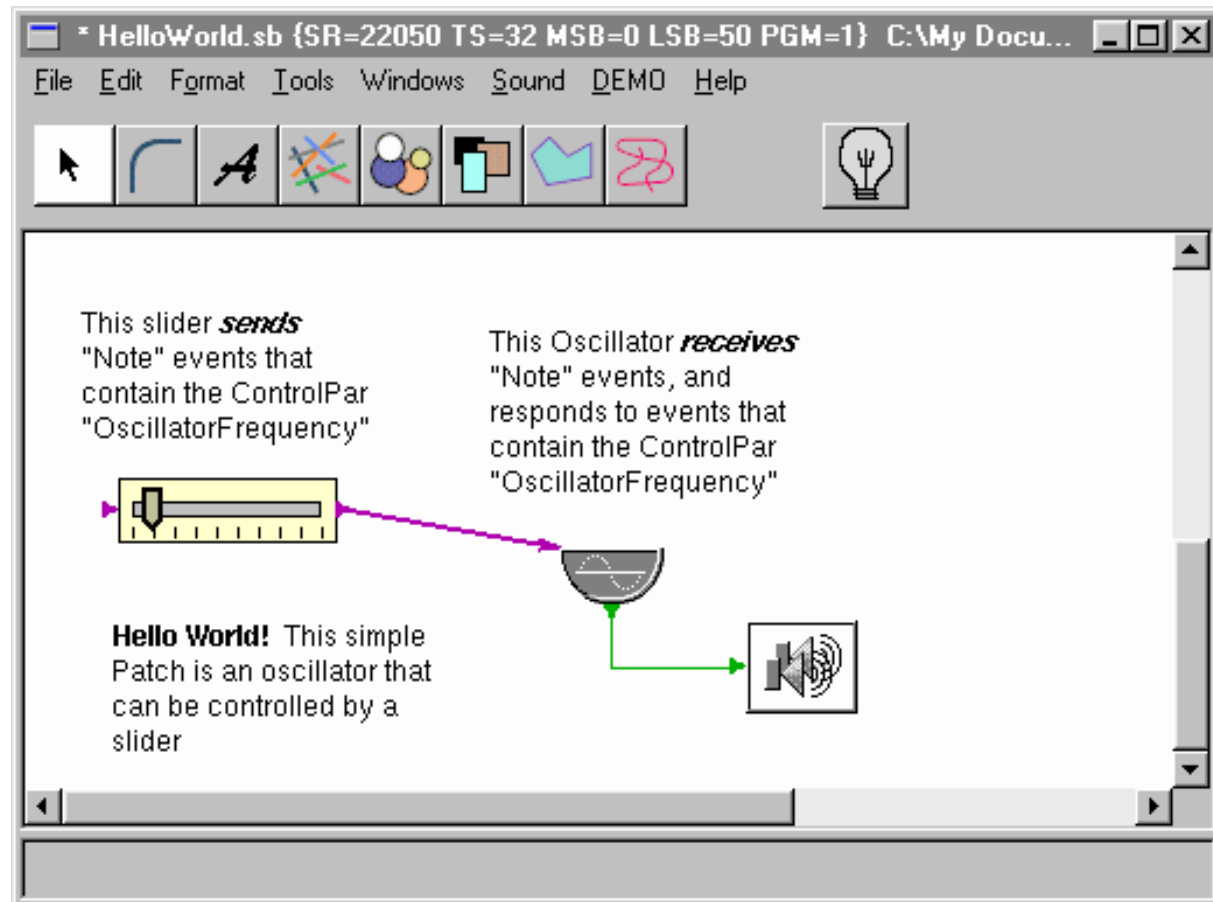 * HelloWorld.sb {SR=22050 TS=32 MSB=0 LSB=50 PGM=1} C:\My Docu...
File Edit Format Tools Windows Sound DEMO Help
A
This slider sends
"Note" events that
contain the ControlPar
"OscillatorFrequency"
This Oscillator receives
"Note" events, and
responds to events that
contain the ControlPar
"OscillatorFrequency"
Hello World! This simple
Patch is an oscillator that
can be controlled by a
slider